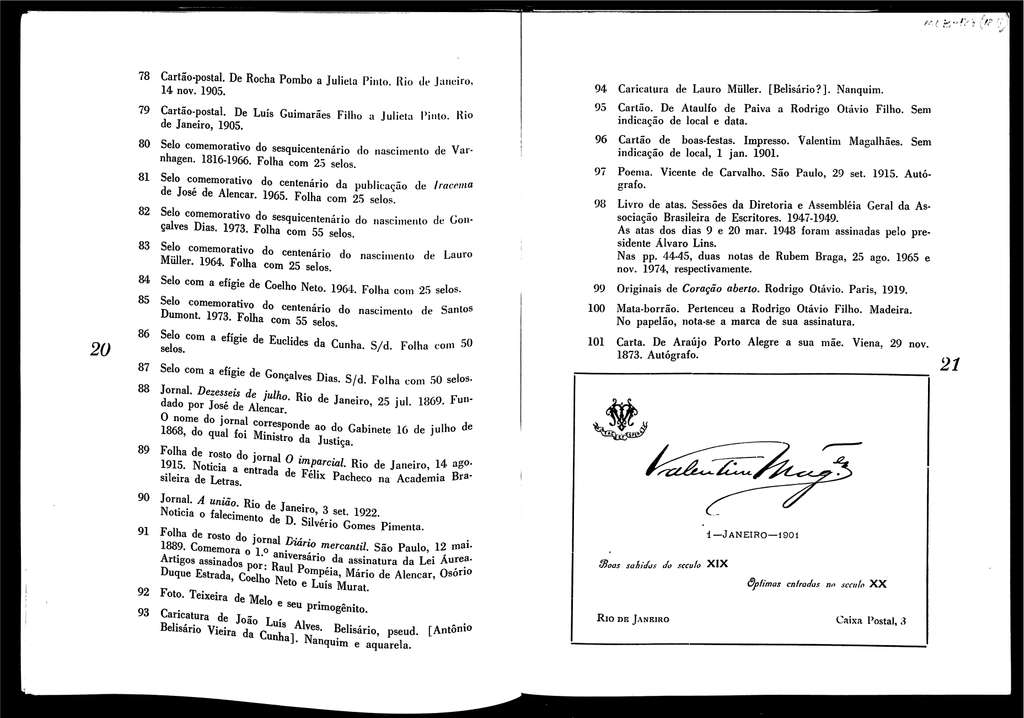 78 Cartão-postal. De Rocha Pombo a Julieta Pinto. Rio de Janeiro,
14 nov. 1905.
79 Cartão-postal. De Luís Guimarães Filho a Julieta Pinto. Rio
de Janeiro, 1905.
80 Selo comemorativo do sesquicentenário do nascimento de Var-
nhagen. 1816-1966. Folha com 25 selos.
81 Selo comemorativo do centenário da publicação de Iracema
de José de Alencar. 1965. Folha com 25 selos.
82 Selo comemorativo do sesquicentenário do nascimento de Gon-
çalves Dias. 1973. Folha com 55 selos.
83 Selo comemorativo do centenário do nascimento de Lauro
Müller. 1964. Folha com 25 selos.
84 Selo com a efígie de Coelho Neto. 1964. Folha com 25 selos.
85 Selo comemorativo do centenário do nascimento de Santos
Dumont. 1973. Folha com 55 selos.
86 Selo com a efígie de Euclides da Cunha. S/d. Folha com 50
selos.
20
87 Selo com a efígie de Gonçalves Dias. S/d. Folha com 50 selos.
88 Jornal. Dezesseis de julho. Rio de Janeiro, 25 jul. 1869. Fun-
dado por José de Alencar.
O nome do jornal corresponde ao do Gabinete 16 de julho de
1868, do qual foi Ministro da Justiça.
89 Folha de rosto do jornal O imparcial. Rio de Janeiro, 14 ago.
1915. Noticia a entrada de Félix Pacheco na Academia Bra-
sileira de Letras.
90 Jornal. A união. Rio de Janeiro, 3 set. 1922.
Noticia o falecimento de D. Silvério Gomes Pimenta.
91 Folha de rosto do jornal Diário mercantil. São Paulo, 12 mai.
1889. Comemora o 1.º aniversário da assinatura da Lei Áurea.
Artigos assinados por: Raul Pompéia, Mário de Alencar, Osório
Duque Estrada, Coelho Neto e Luís Murat.
92 Foto. Teixeira de Melo e seu primogênito.
93 Caricatura de João Luís Alves. Belisário, pseud. [Antônio
Belisário Vieira da Cunha]. Nanquim e aquarela.
94 Caricatura de Lauro Müller. [Belisário?]. Nanquim.
95 Cartão. De Ataulfo de Paiva a Rodrigo Otávio Filho. Sem
indicação de local e data.
96 Cartão de boas-festas. Impresso. Valentim Magalhães. Sem
indicação de local, 1 jan. 1901.
97 Poema. Vicente de Carvalho. São Paulo, 29 set. 1915. Autó-
grafo.
98 Livro de atas. Sessões da Diretoria e Assembléia Geral da As-
sociação Brasileira de Escritores. 1947-1949.
As atas dos dias 9 e 20 mar. 1948 foram assinadas pelo pre-
sidente Álvaro Lins.
Nas pp. 44-45, duas notas de Rubem Braga, 25 ago. 1965 e
nov. 1974, respectivamente.
99 Originais de Coração aberto. Rodrigo Otávio. Paris, 1919.
100 Mata-borrão. Pertenceu a Rodrigo Otávio Filho. Madeira.
No papelão, nota-se a marca de sua assinatura.
101 Carta. De Araújo Porto Alegre a sua mãe. Viena, 29 nov.
1873. Autógrafo.
21
Valentim Mag.es
1—JANEIRO—1901
Boas sahidas do seculo XIX
Optimas entradas no seculo XX
RIO DE JANEIRO
Caixa Postal, 3